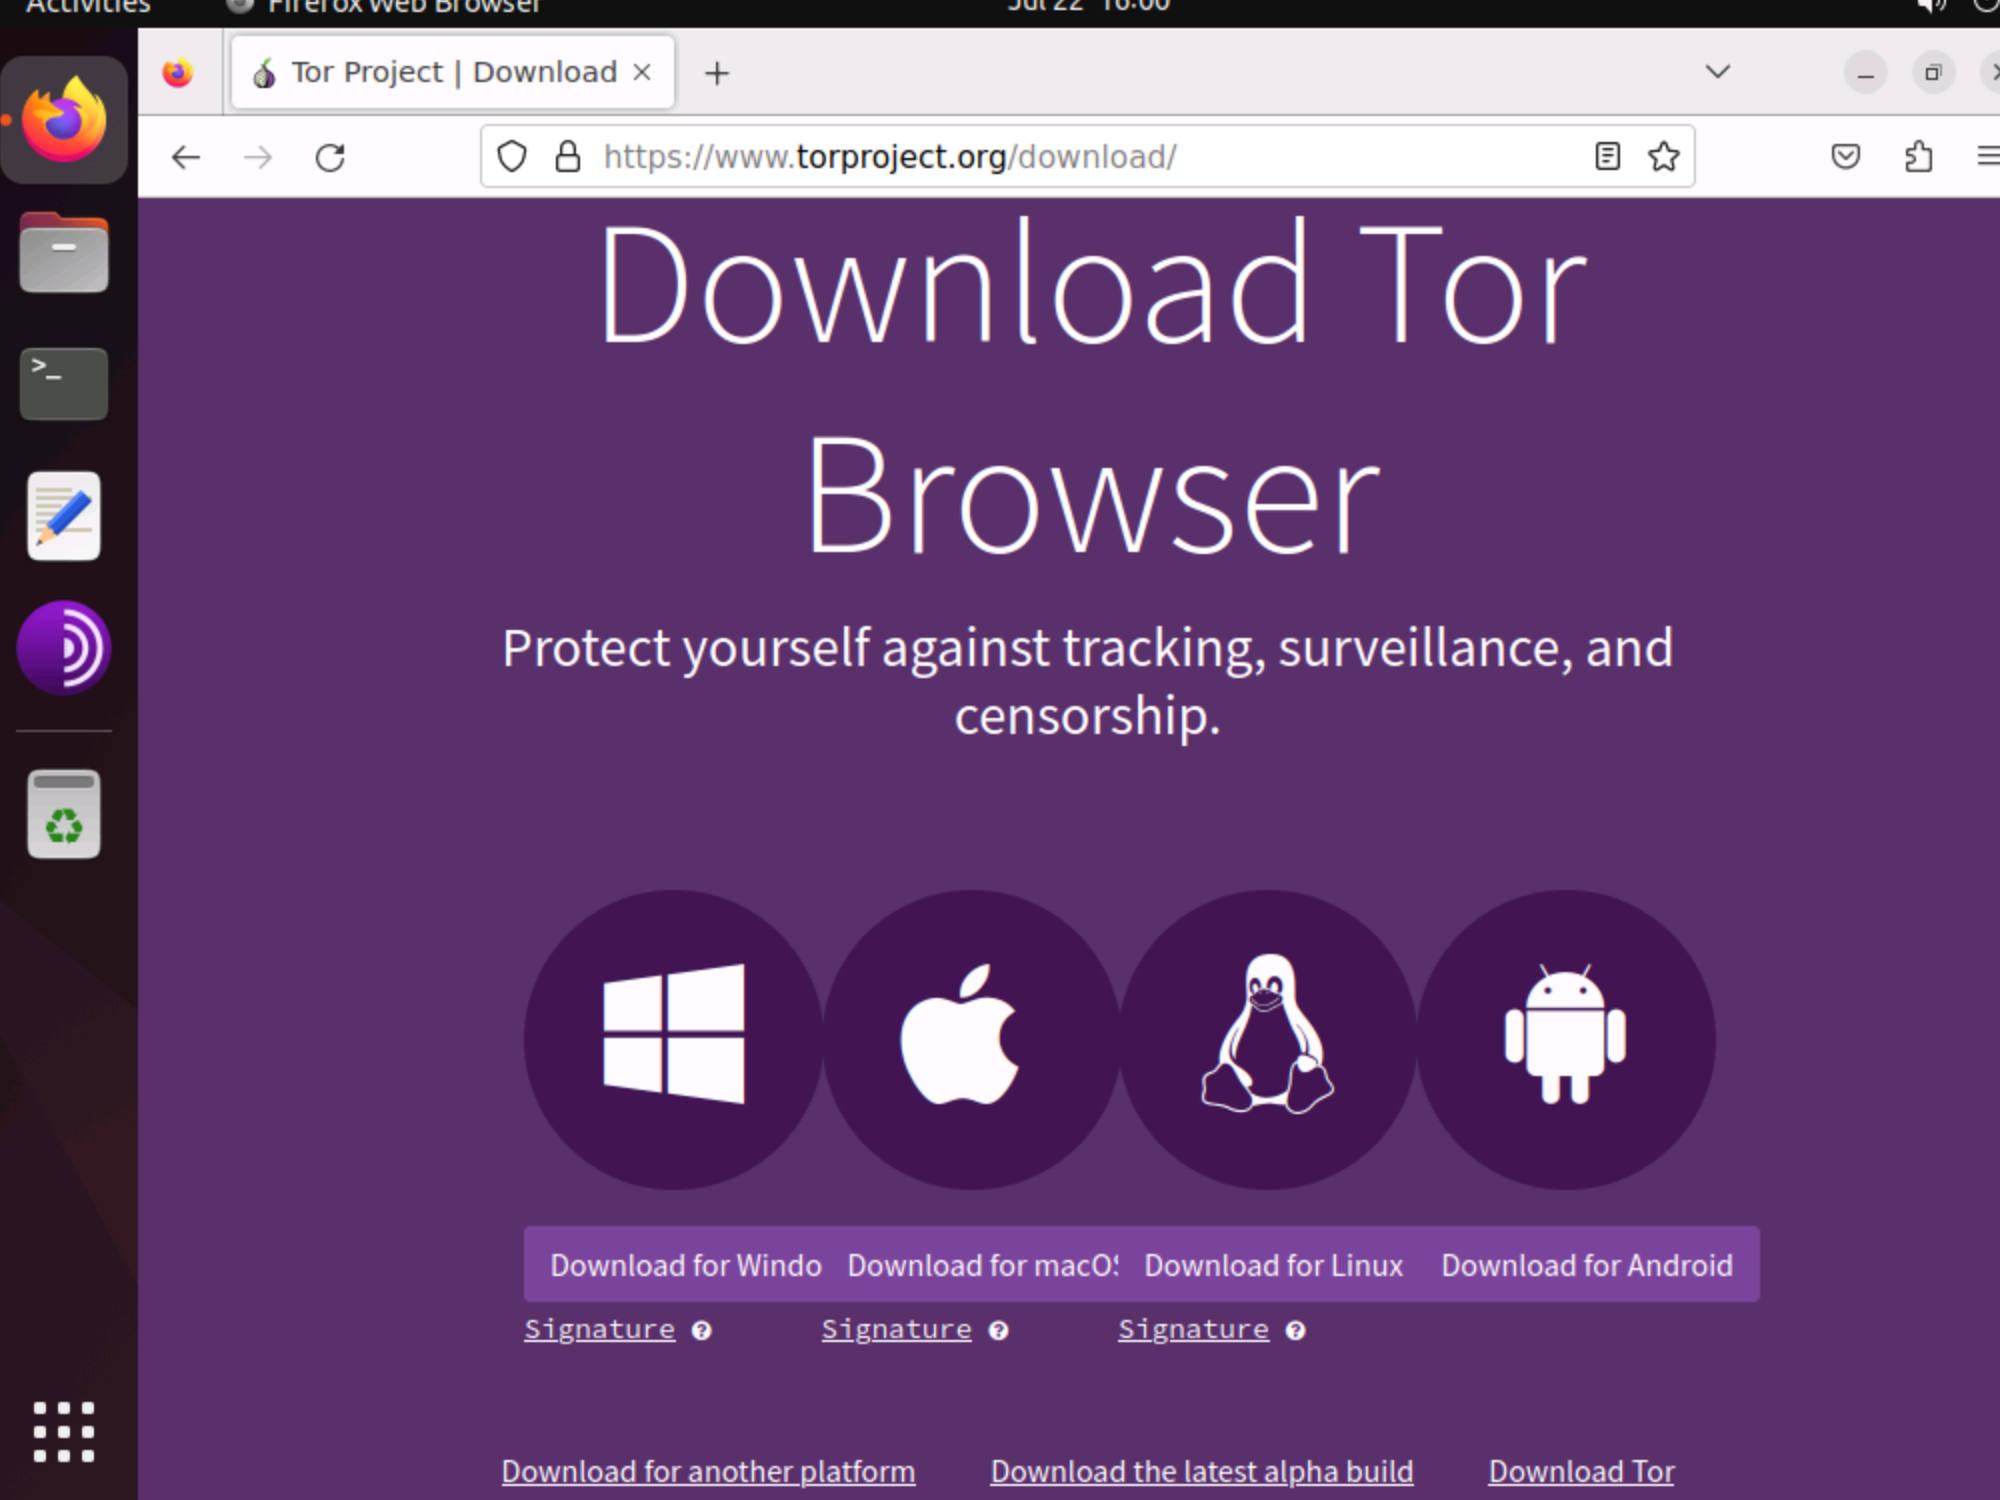 Activities Firefox Web Browser Jul 22 16:00
Tor Project | Download
https://www.torproject.org/download/
>_
Download Tor
Browser
Protect yourself against tracking, surveillance, and
censorship.
Download for Windo Download for macOS Download for Linux Download for Android
Signature ? Signature ? Signature ?
Download for another platform Download the latest alpha build Download Tor